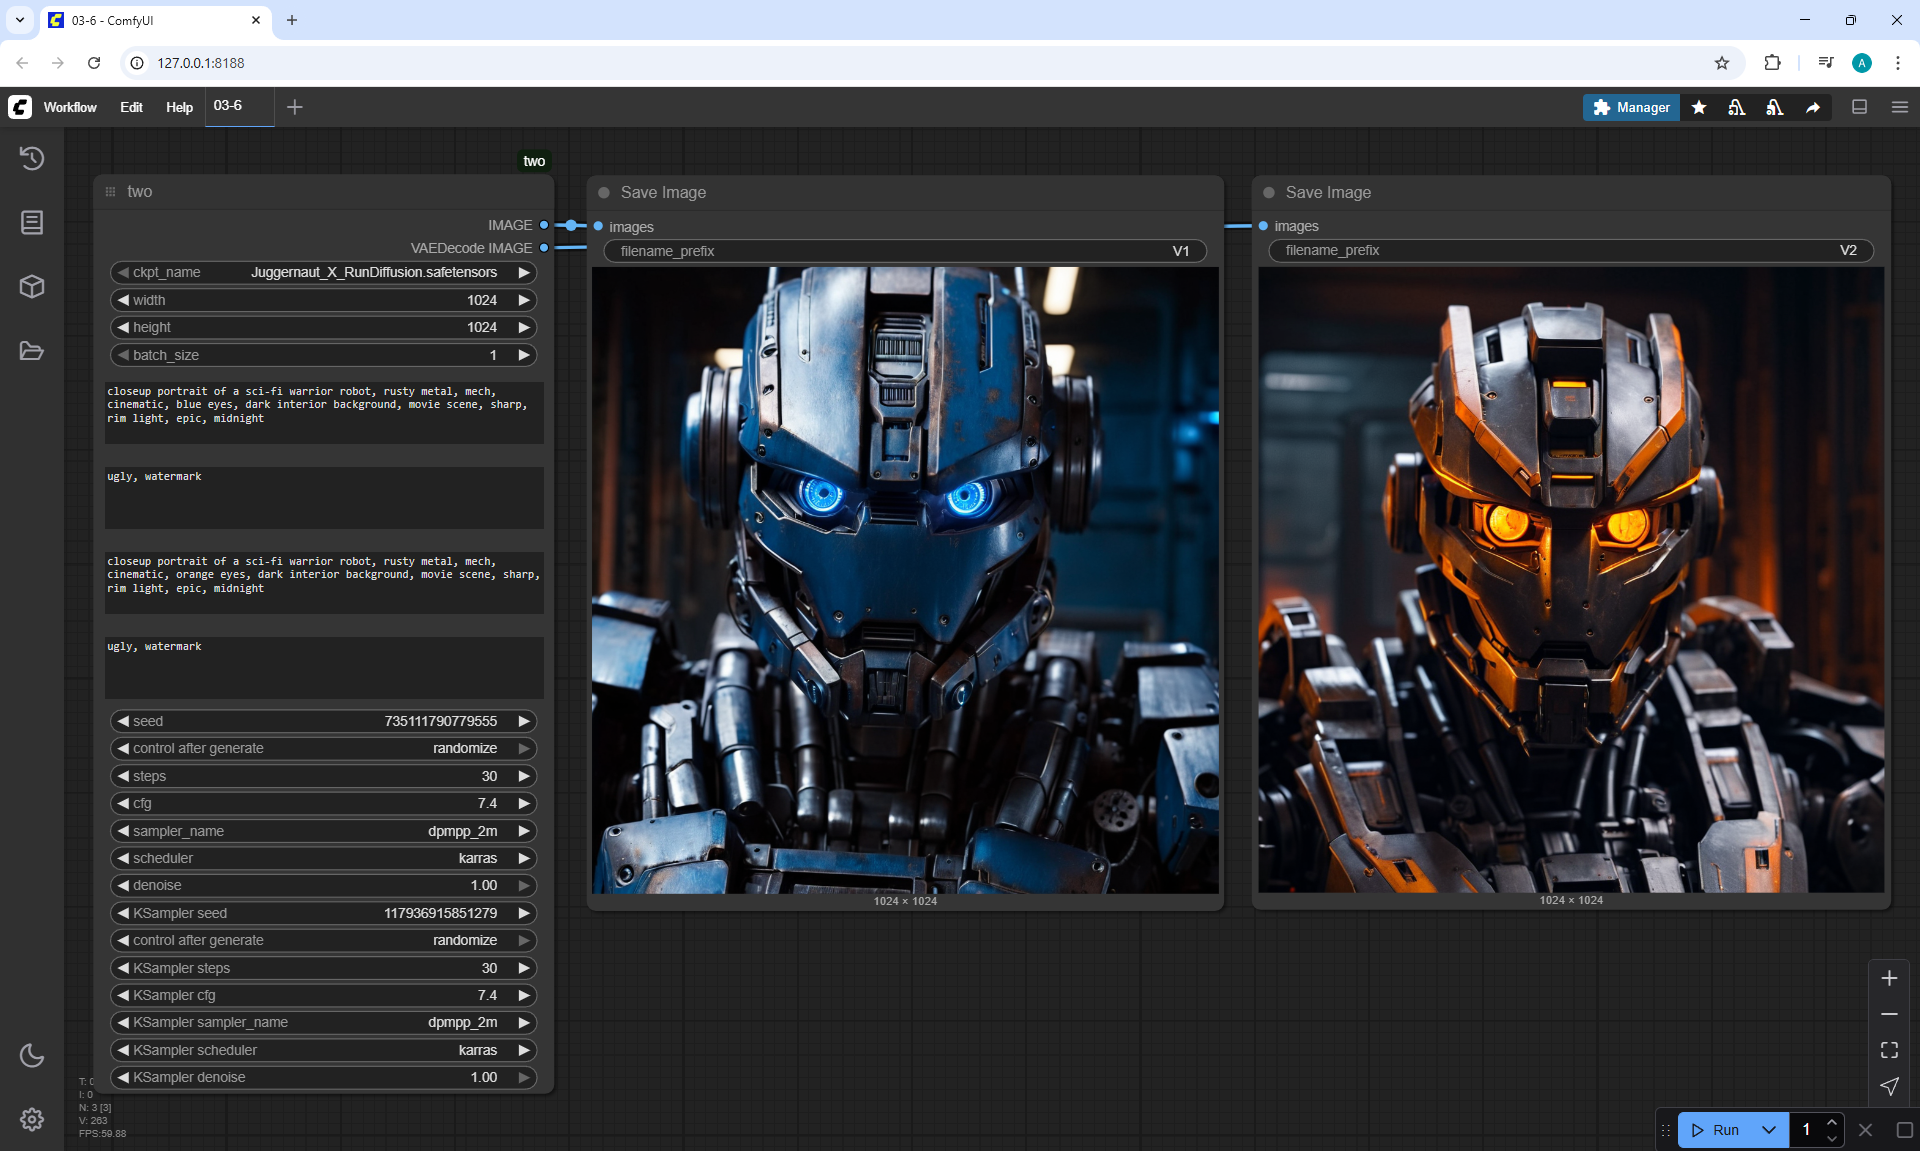 03-6 - ComfyUI
127.0.0.1:8188
A
Workflow
Edit
Help
03-6
Manager
two
two
IMAGE
VAEDecode IMAGE
ckpt_name
Juggernaut_X_RunDiffusion.safetensors
width
1024
height
1024
batch_size
1
closeup portrait of a sci-fi warrior robot, rusty metal, mech,
cinematic, blue eyes, dark interior background, movie scene, sharp,
rim light, epic, midnight
ugly, watermark
closeup portrait of a sci-fi warrior robot, rusty metal, mech,
cinematic, orange eyes, dark interior background, movie scene, sharp,
rim light, epic, midnight
ugly, watermark
seed
735111790779555
control after generate
randomize
steps
30
cfg
7.4
sampler_name
dpmpp_2m
scheduler
karras
denoise
1.00
KSampler seed
117936915851279
control after generate
randomize
KSampler steps
30
KSampler cfg
7.4
KSampler sampler_name
dpmpp_2m
KSampler scheduler
karras
KSampler denoise
1.00
Save Image
images
filename_prefix
V1
1024 × 1024
Save Image
images
filename_prefix
V2
1024 × 1024
I: 0
N: 3 [3]
V: 263
FPS:59.88
Run
1